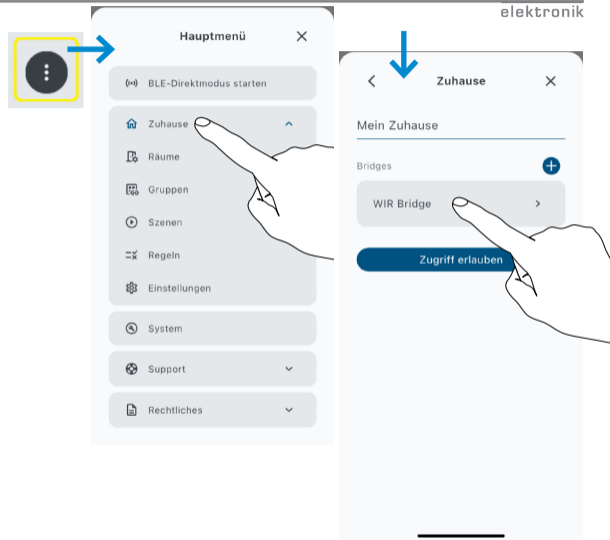 elektronik
Hauptmenü
BLE-Direktmodus starten
Zuhause
Räume
Gruppen
Szenen
Regeln
Einstellungen
System
Support
Rechtliches
Zuhause
Mein Zuhause
Bridges
WIR Bridge
Zugriff erlauben